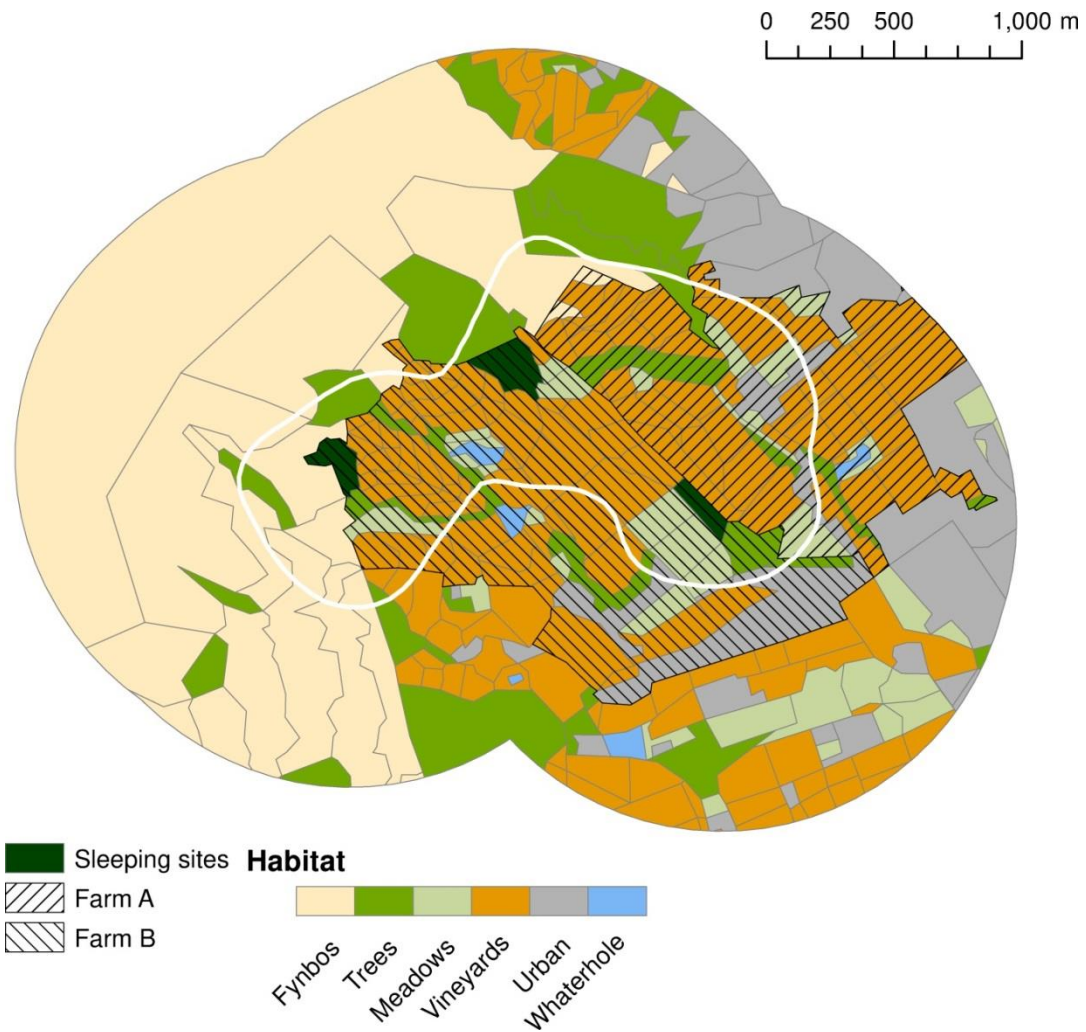 0 250 500 1,000 m
Sleeping sites
Farm A
Farm B
Habitat
Fynbos
Trees
Meadows
Vineyards
Urban
Whaterhole